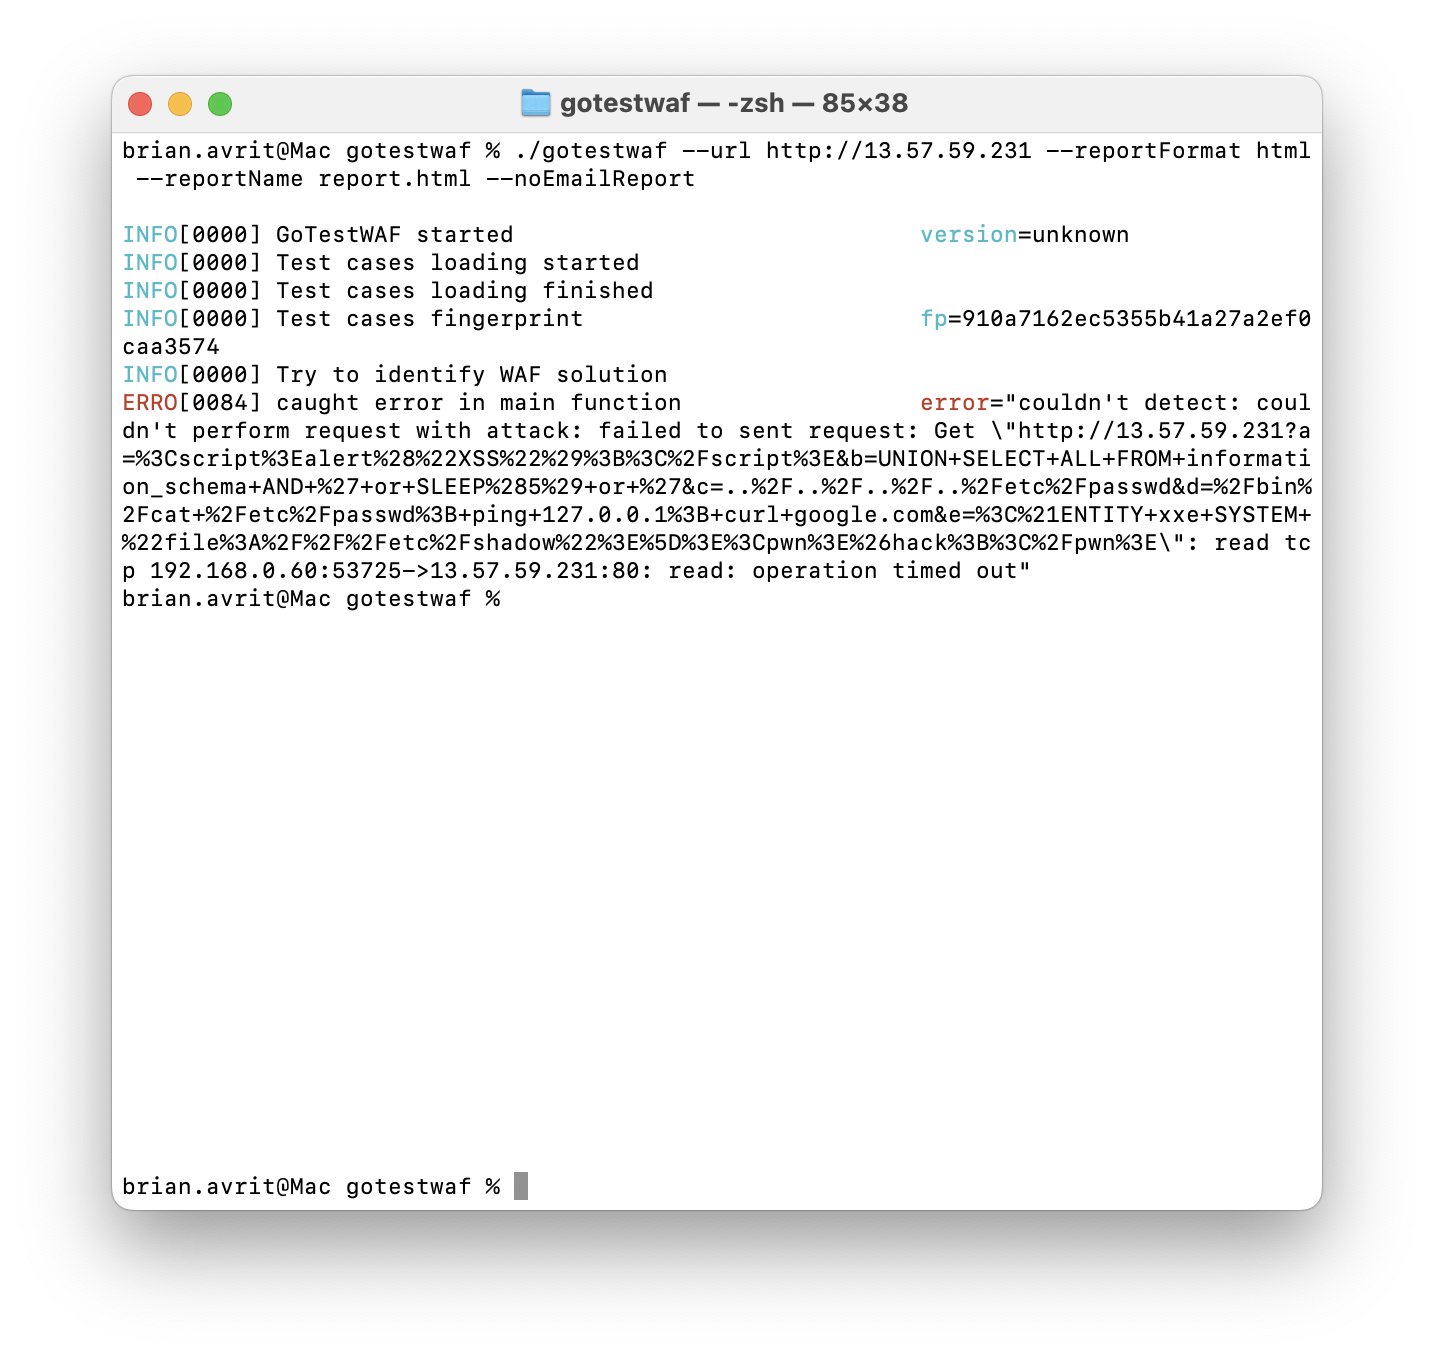 gotestwaf — -zsh — 85×38
brian.avrit@Mac gotestwaf % ./gotestwaf --url http://13.57.59.231 --reportFormat html
 --reportName report.html --noEmailReport
INFO[0000] GoTestWAF started                             version=unknown
INFO[0000] Test cases loading started
INFO[0000] Test cases loading finished
INFO[0000] Test cases fingerprint                        fp=910a7162ec5355b41a27a2ef0
caa3574
INFO[0000] Try to identify WAF solution
ERRO[0084] caught error in main function                 error="couldn't detect: coul
dn't perform request with attack: failed to sent request: Get \"http://13.57.59.231?a
=%3Cscript%3Ealert%28%22XSS%22%29%3B%3C%2Fscript%3E&b=UNION+SELECT+ALL+FROM+informati
on_schema+AND+%27+or+SLEEP%285%29+or+%27&c=..%2F..%2F..%2F..%2Fetc%2Fpasswd&d=%2Fbin%
2Fcat+%2Fetc%2Fpasswd%3B+ping+127.0.0.1%3B+curl+google.com&e=%3C%21ENTITY+xxe+SYSTEM+
%22file%3A%2F%2F%2Fetc%2Fshadow%22%3E%5D%3E%3Cpwn%3E%26hack%3B%3C%2Fpwn%3E\": read tc
p 192.168.0.60:53725->13.57.59.231:80: read: operation timed out"
brian.avrit@Mac gotestwaf %
brian.avrit@Mac gotestwaf %